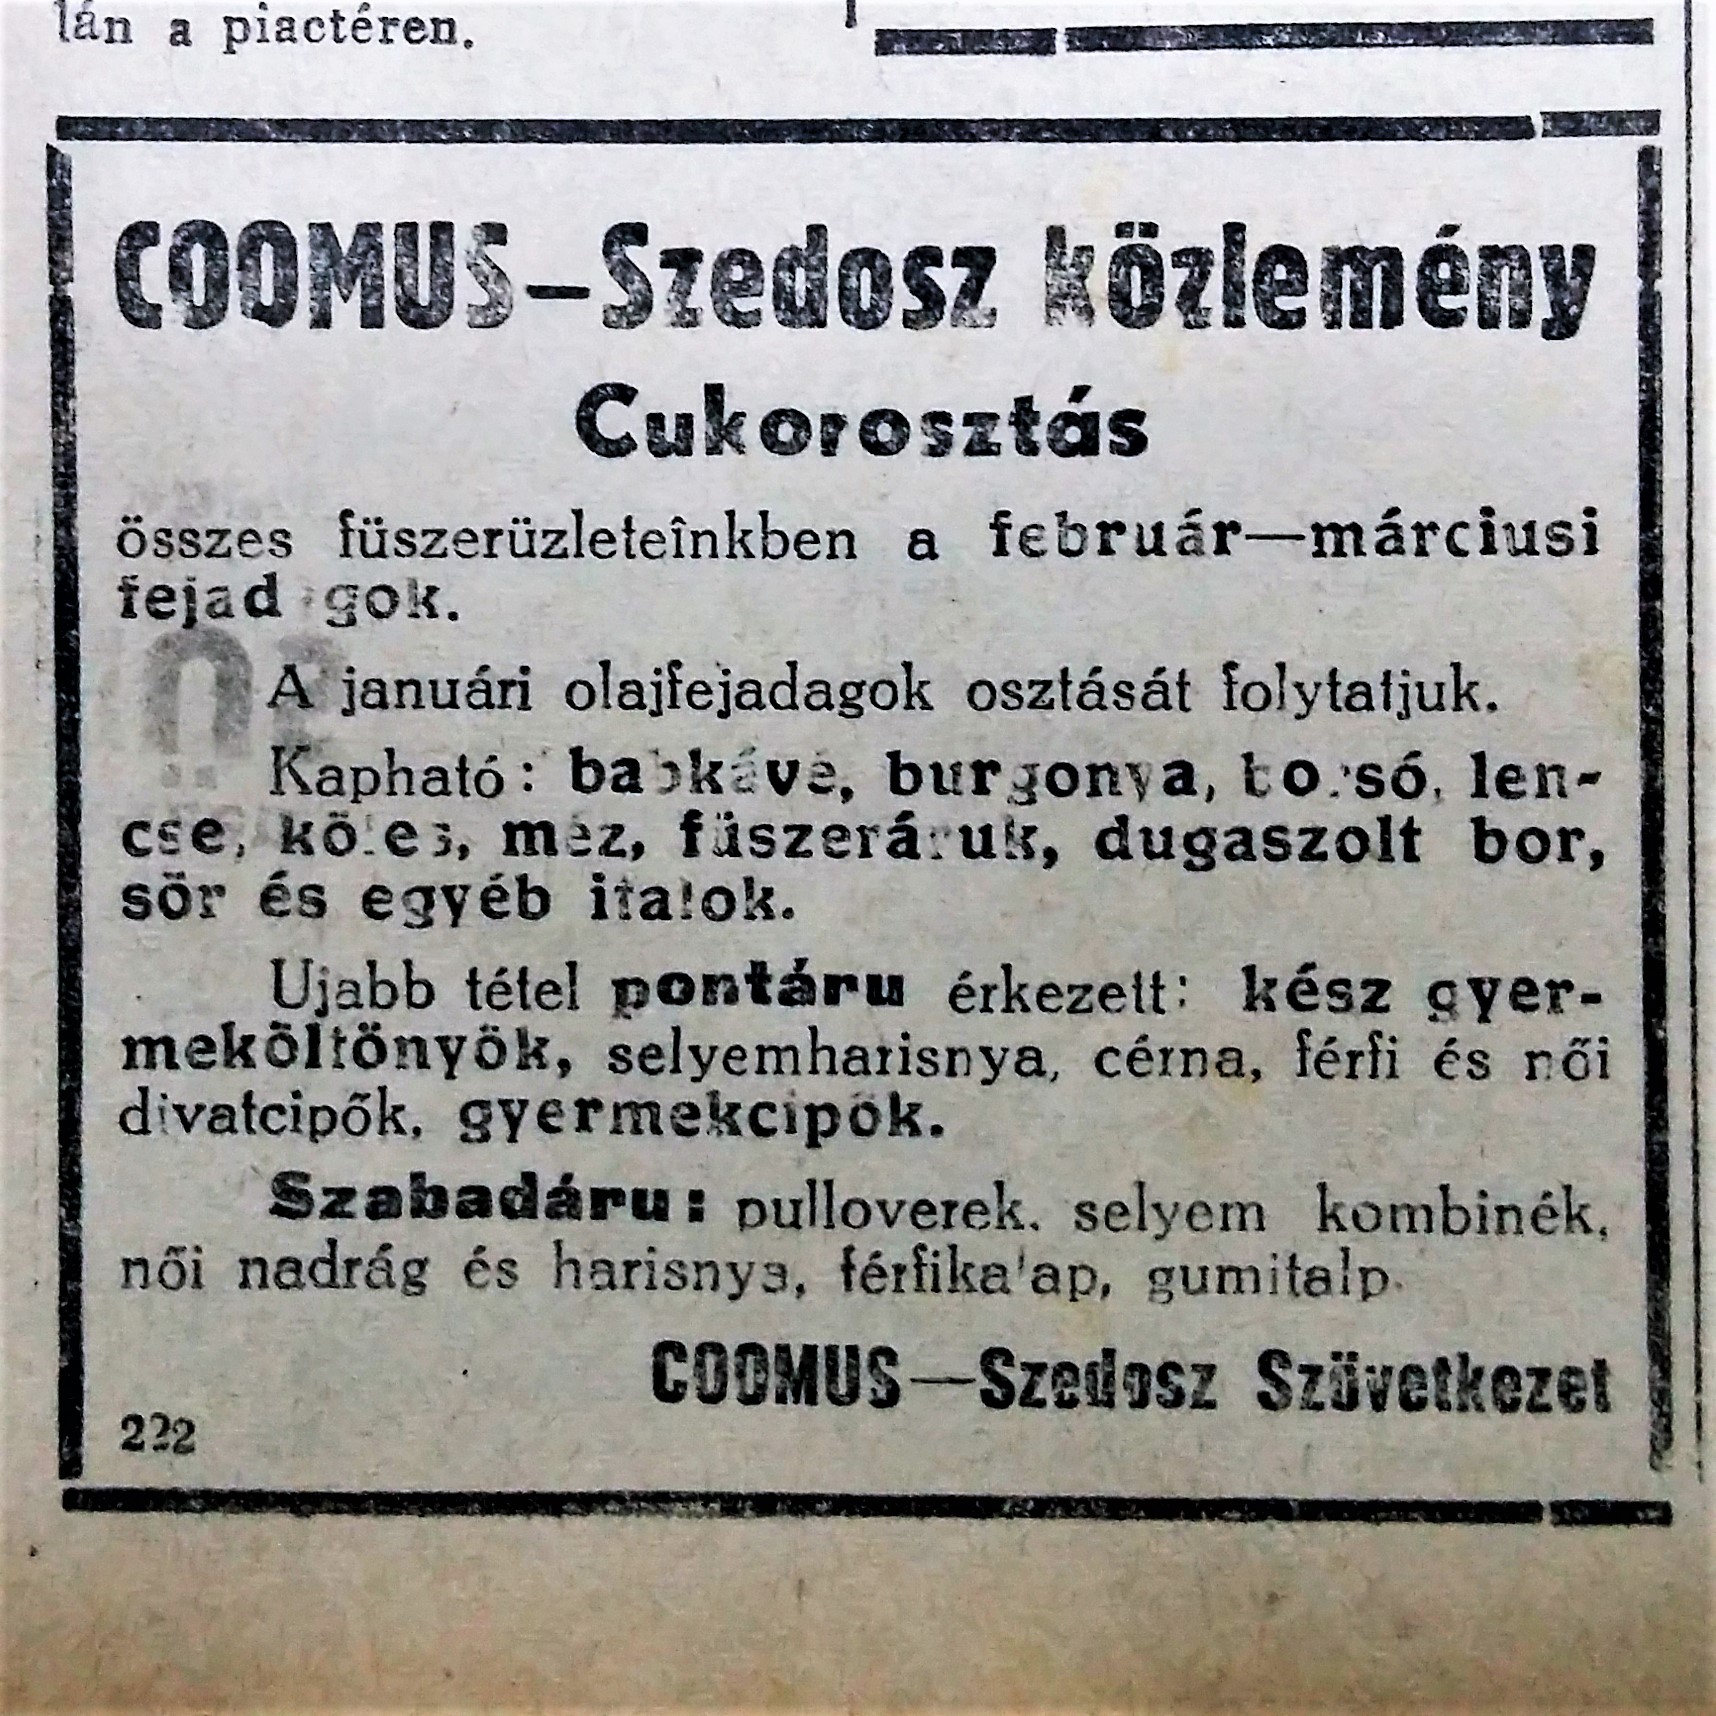 lán a piactéren.
COOMUS—Szedosz közlemény
Cukorosztás
összes füszerüzleteînkben a február—márciusi
fejadagok.
A januári olajfejadagok osztását folytatjuk.
Kapható: babkávé, burgonya, borsó, len-
cse, köles, méz, fűszeráruk, dugaszolt bor,
sör és egyéb italok.
Ujabb tétel pontáru érkezett: kész gyer-
meköltönyök, selyemharisnya, cérna, férfi és női
divatcipők, gyermekcipők.
Szabadáru: pulloverek, selyem kombinék,
női nadrág és harisnya, férfikalap, gumitalp.
COOMUS—Szedosz Szövetkezet
222